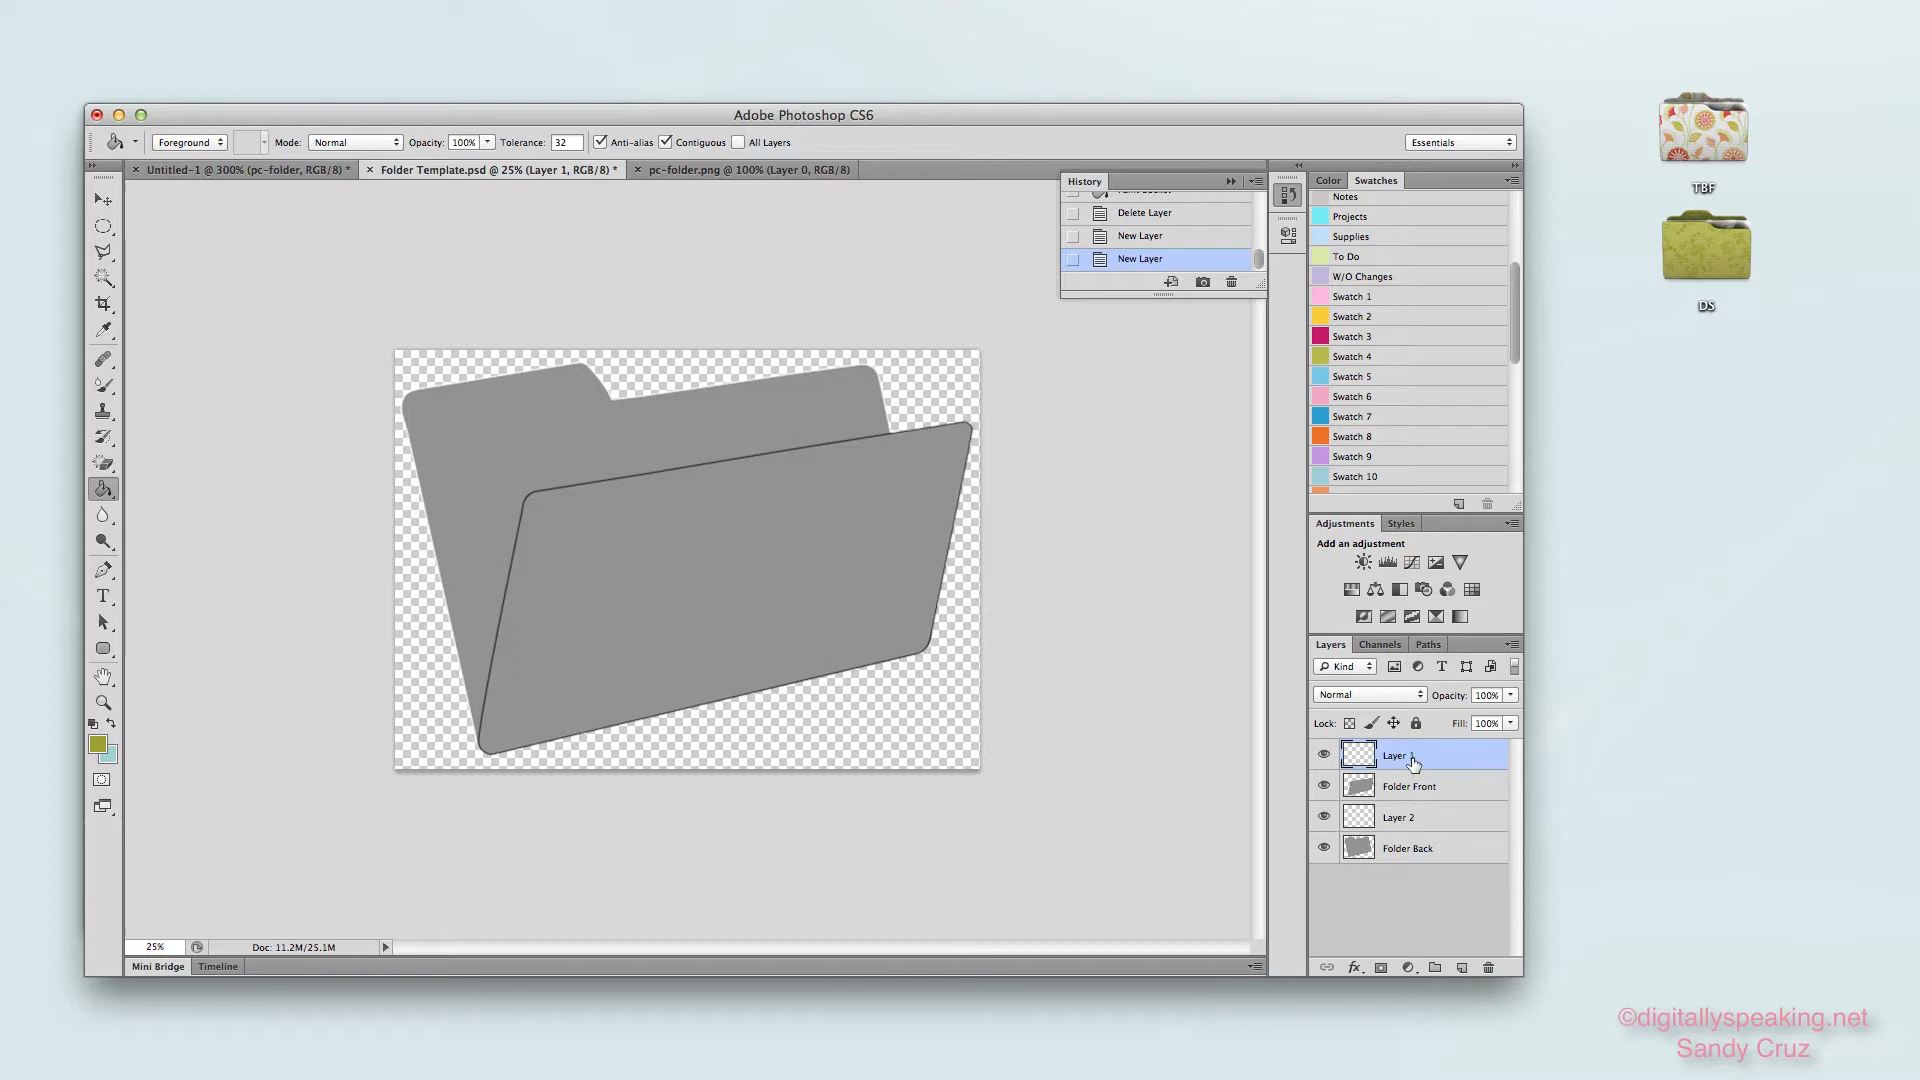 Adobe Photoshop CS6
Foreground
Mode: Normal
Opacity: 100%
Tolerance: 32
Anti-alias
Contiguous
All Layers
Essentials
Untitled-1 @ 300% (pc-folder, RGB/8) *
Folder Template.psd @ 25% (Layer 1, RGB/8) *
pc-folder.png @ 100% (Layer 0, RGB/8)
History
Delete Layer
New Layer
New Layer
Color
Swatches
Notes
Projects
Supplies
To Do
W/O Changes
Swatch 1
Swatch 2
Swatch 3
Swatch 4
Swatch 5
Swatch 6
Swatch 7
Swatch 8
Swatch 9
Swatch 10
Adjustments
Styles
Add an adjustment
Layers
Channels
Paths
Kind
Normal
Opacity: 100%
Lock:
Fill: 100%
Layer 1
Folder Front
Layer 2
Folder Back
25%
Doc: 11.2M/25.1M
Mini Bridge
Timeline
TBF
DS
©digitallyspeaking.net
Sandy Cruz